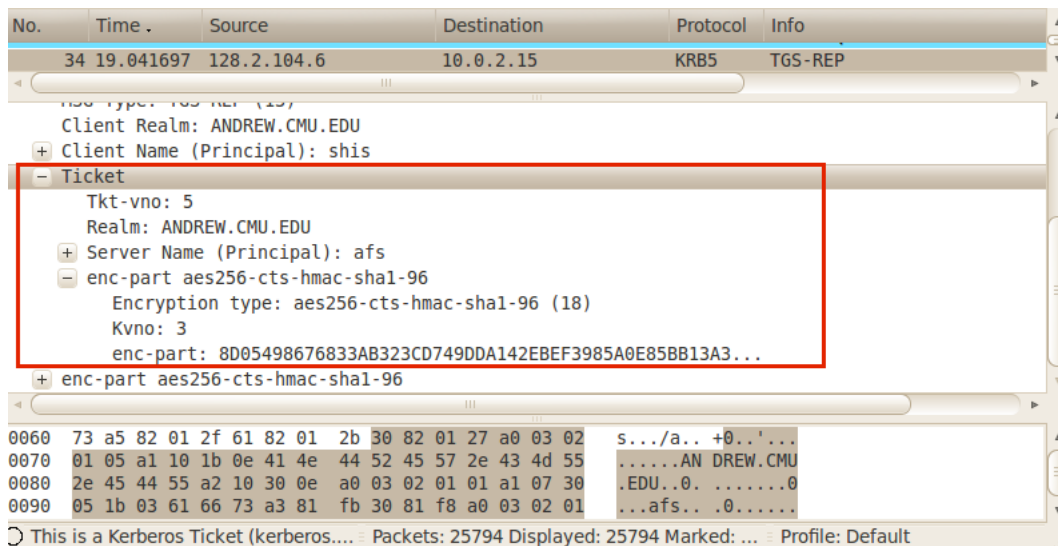 No. Time Source Destination Protocol Info
34 19.041697 128.2.104.6 10.0.2.15 KRB5 TGS-REP
Msg Type: TGS-REP (13)
Client Realm: ANDREW.CMU.EDU
+ Client Name (Principal): shis
- Ticket
Tkt-vno: 5
Realm: ANDREW.CMU.EDU
+ Server Name (Principal): afs
- enc-part aes256-cts-hmac-sha1-96
Encryption type: aes256-cts-hmac-sha1-96 (18)
Kvno: 3
enc-part: 8D05498676833AB323CD749DDA142EBEF3985A0E85BB13A3...
+ enc-part aes256-cts-hmac-sha1-96
0060 73 a5 82 01 2f 61 82 01 2b 30 82 01 27 a0 03 02 s.../a.. +0..'...
0070 01 05 a1 10 1b 0e 41 4e 44 52 45 57 2e 43 4d 55 ......AN DREW.CMU
0080 2e 45 44 55 a2 10 30 0e a0 03 02 01 01 a1 07 30 .EDU..0. .......0
0090 05 1b 03 61 66 73 a3 81 fb 30 81 f8 a0 03 02 01 ...afs.. .0......
This is a Kerberos Ticket (kerberos.... Packets: 25794 Displayed: 25794 Marked: ... Profile: Default